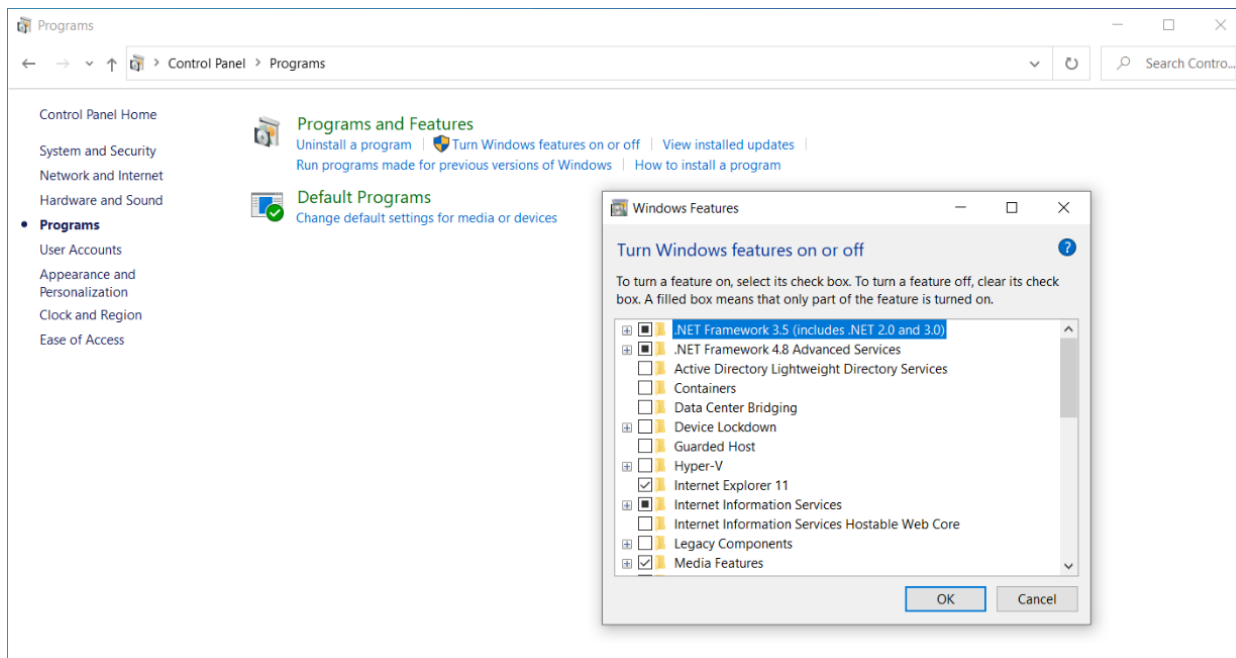 Programs
Control Panel > Programs
Search Contro...
Control Panel Home
System and Security
Network and Internet
Hardware and Sound
Programs
User Accounts
Appearance and
Personalization
Clock and Region
Ease of Access
Programs and Features
Uninstall a program | Turn Windows features on or off | View installed updates
Run programs made for previous versions of Windows | How to install a program
Default Programs
Change default settings for media or devices
Windows Features
Turn Windows features on or off
To turn a feature on, select its check box. To turn a feature off, clear its check
box. A filled box means that only part of the feature is turned on.
.NET Framework 3.5 (includes .NET 2.0 and 3.0)
.NET Framework 4.8 Advanced Services
Active Directory Lightweight Directory Services
Containers
Data Center Bridging
Device Lockdown
Guarded Host
Hyper-V
Internet Explorer 11
Internet Information Services
Internet Information Services Hostable Web Core
Legacy Components
Media Features
OK Cancel